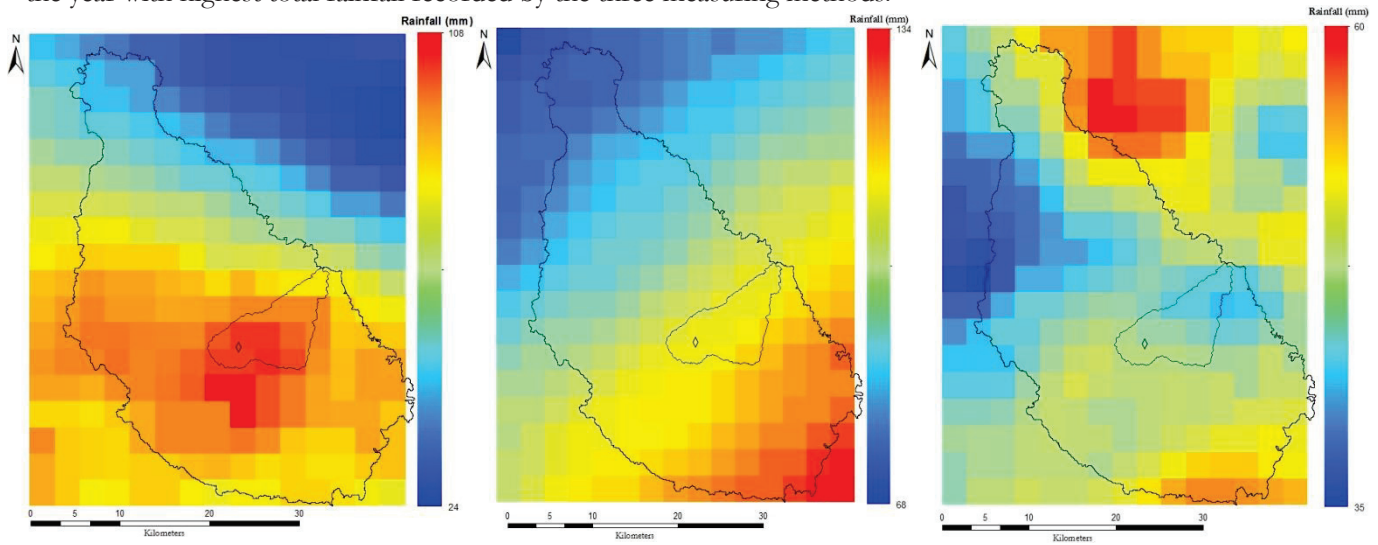 the year with highest total rainfall recorded by the three measuring methods.
Rainfall (mm)
N
108
24
0 5 10 20 30
Kilometers
Rainfall (mm)
N
134
68
0 5 10 20 30
Kilometers
Rainfall (mm)
N
60
35
0 5 10 20 30
Kilometers